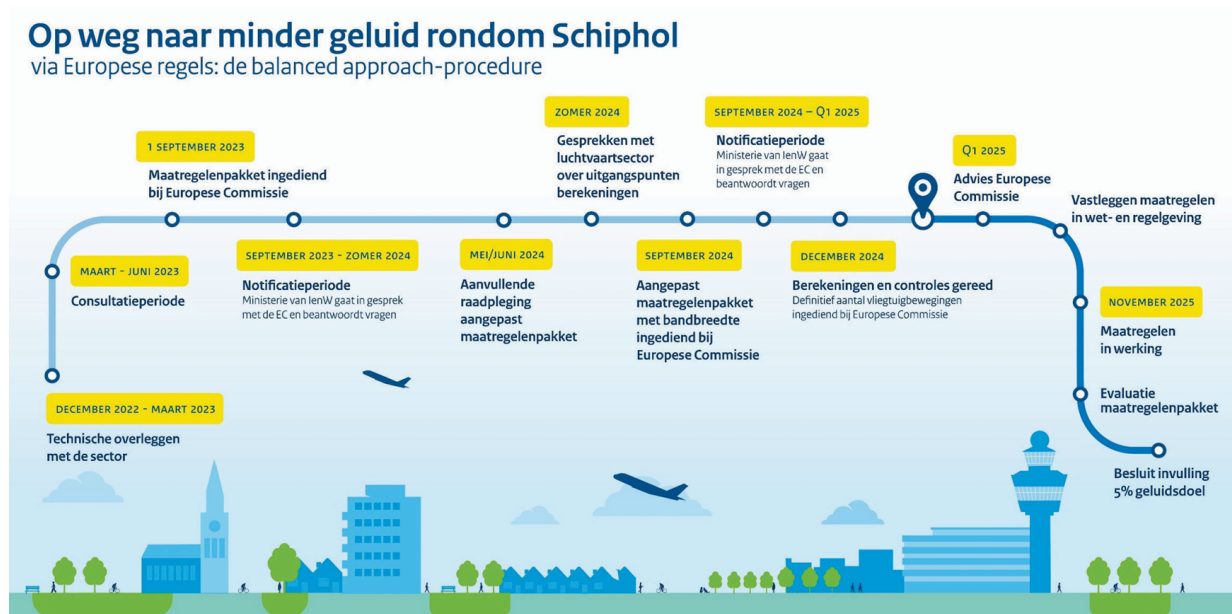 Op weg naar minder geluid rondom Schiphol
via Europese regels: de balanced approach-procedure
DECEMBER 2022 - MAART 2023
Technische overleggen
met de sector
MAART - JUNI 2023
Consultatieperiode
1 SEPTEMBER 2023
Maatregelenpakket ingediend
bij Europese Commissie
SEPTEMBER 2023 - ZOMER 2024
Notificatieperiode
Ministerie van IenW gaat in gesprek
met de EC en beantwoordt vragen
MEI/JUNI 2024
Aanvullende
raadpleging
aangepast
maatregelenpakket
ZOMER 2024
Gesprekken met
luchtvaartsector
over uitgangspunten
berekeningen
SEPTEMBER 2024
Aangepast
maatregelenpakket
met bandbreedte
ingediend bij
Europese Commissie
SEPTEMBER 2024 – Q1 2025
Notificatieperiode
Ministerie van IenW gaat
in gesprek met de EC en
beantwoordt vragen
DECEMBER 2024
Berekeningen en controles gereed
Definitief aantal vliegtuigbewegingen
ingediend bij Europese Commissie
Q1 2025
Advies Europese
Commissie
Vastleggen maatregelen
in wet- en regelgeving
NOVEMBER 2025
Maatregelen
in werking
Evaluatie
maatregelenpakket
Besluit invulling
5% geluidsdoel